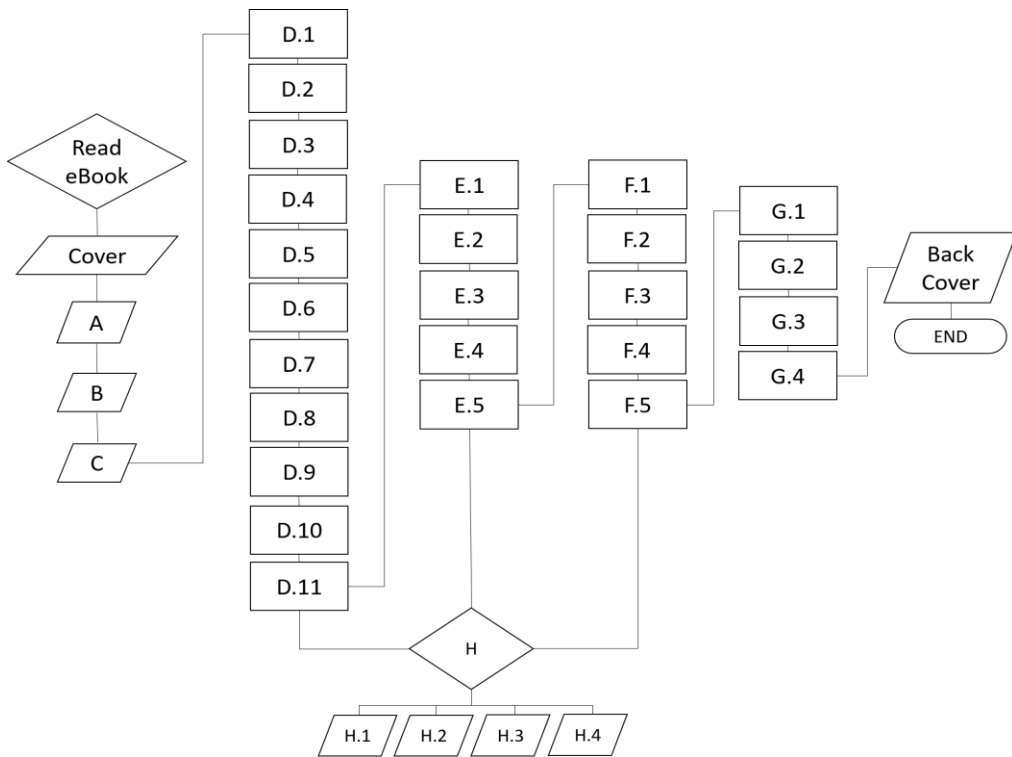 Read
eBook
Cover
A
B
C
D.1
D.2
D.3
D.4
D.5
D.6
D.7
D.8
D.9
D.10
D.11
E.1
E.2
E.3
E.4
E.5
F.1
F.2
F.3
F.4
F.5
G.1
G.2
G.3
G.4
Back
Cover
END
H
H.1
H.2
H.3
H.4